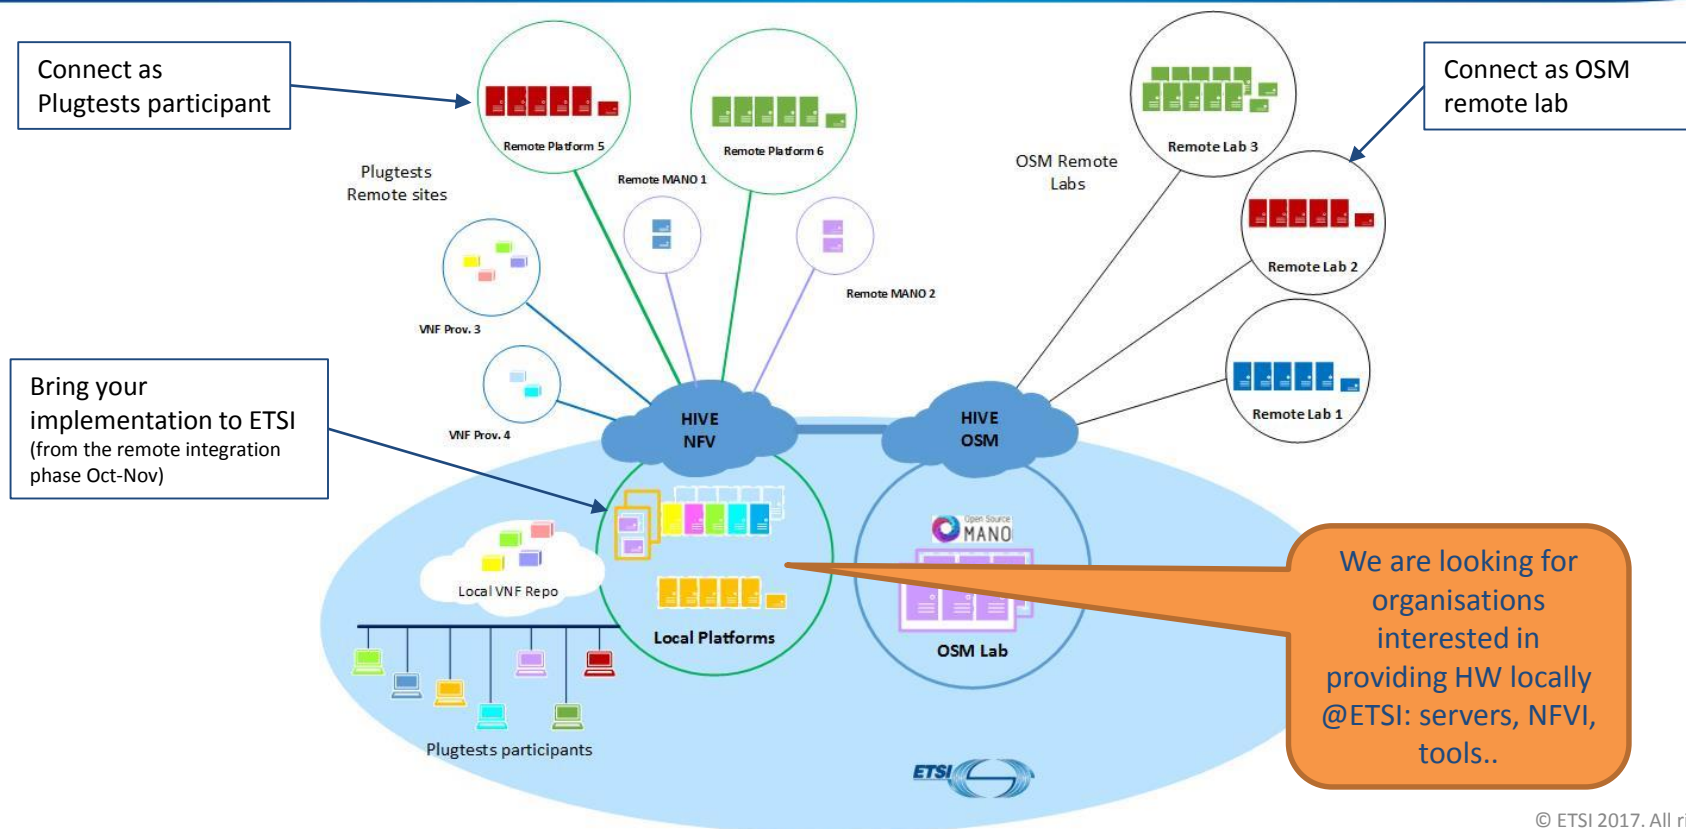 Connect as
Plugtests participant
Remote Platform 5
Remote Platform 6
Plugtests
Remote sites
Remote MANO 1
Remote MANO 2
VNF Prov. 3
VNF Prov. 4
OSM Remote
Labs
Remote Lab 3
Remote Lab 2
Remote Lab 1
Connect as OSM
remote lab
Bring your
implementation to ETSI
(from the remote integration
phase Oct-Nov)
HIVE
NFV
HIVE
OSM
Local VNF Repo
Local Platforms
Open Source
MANO
OSM Lab
Plugtests participants
ETSI
We are looking for
organisations
interested in
providing HW locally
@ETSI: servers, NFVI,
tools..
© ETSI 2017. All ri